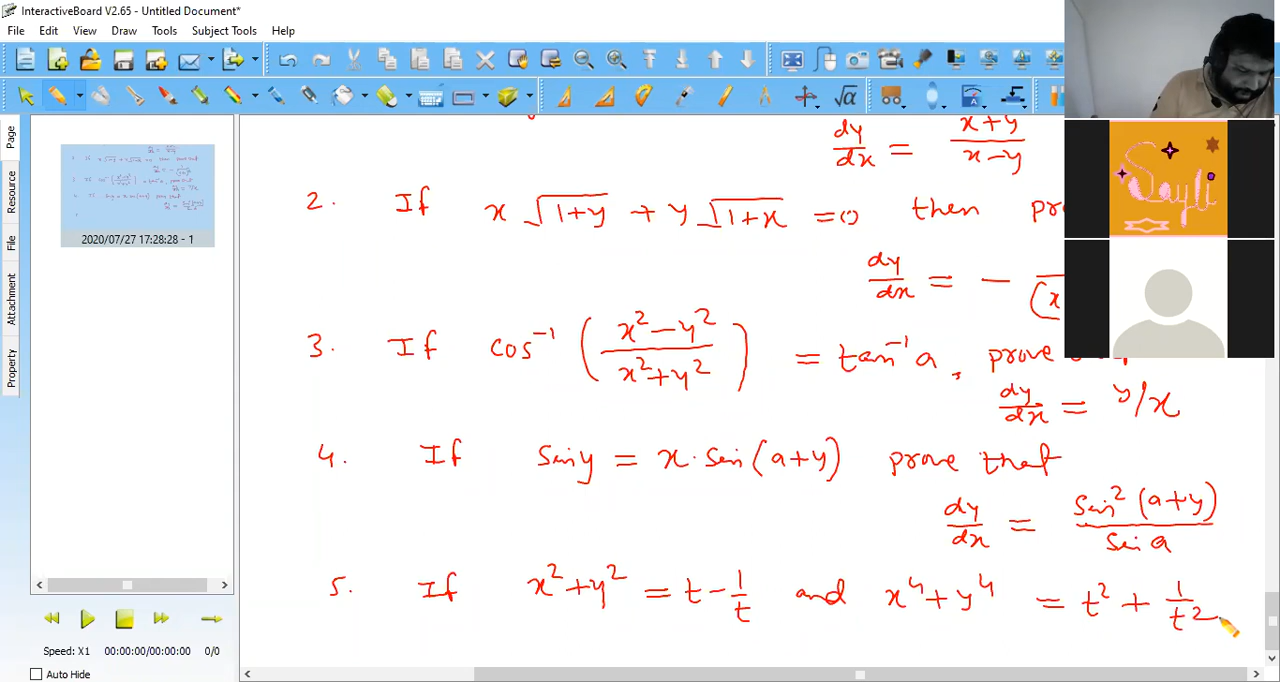 InteractiveBoard V2.65 - Untitled Document*
File Edit View Draw Tools Subject Tools Help
Page
Resource
File
Attachment
Property
2020/07/27 17:28:28 - 1
Speed: X1 00:00:00/00:00:00 0/0
Auto Hide
dy/dx = (x+y)/(x-y)
2. If x √(1+y) + y √(1+x) = 0 then
dy/dx = -
3. If cos⁻¹ ((x²-y²)/(x²+y²)) = tan⁻¹ a, prove
dy/dx = y/x
4. If sin y = x. sin (a+y) prove that
dy/dx = sin² (a+y)/sin a
5. If x²+y² = t - 1/t and x⁴+y⁴ = t² + 1/t²
Sayli